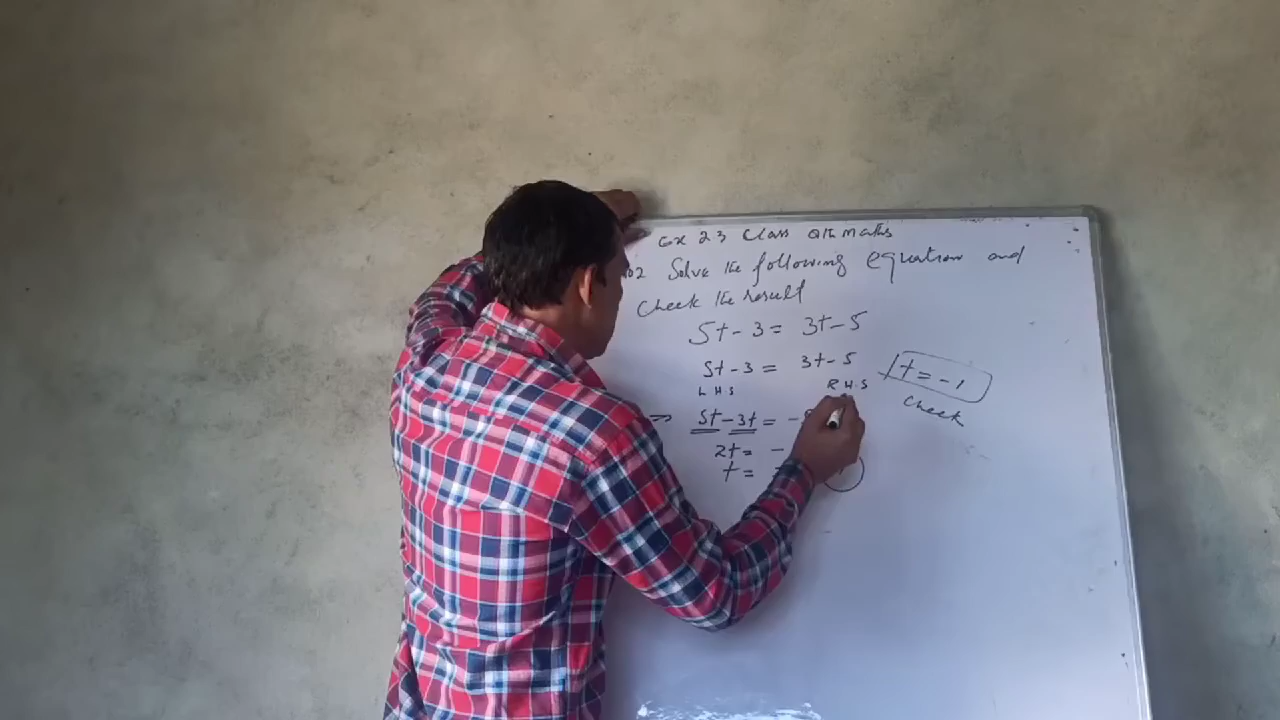 Ex 2.3 Class 8th Maths
Solve the following equation and
Check the result
5t - 3 = 3t - 5
5t - 3 = 3t - 5
LHS RHS
t = -1
Check
⇒ 5t - 3t = -
2t = -
t =